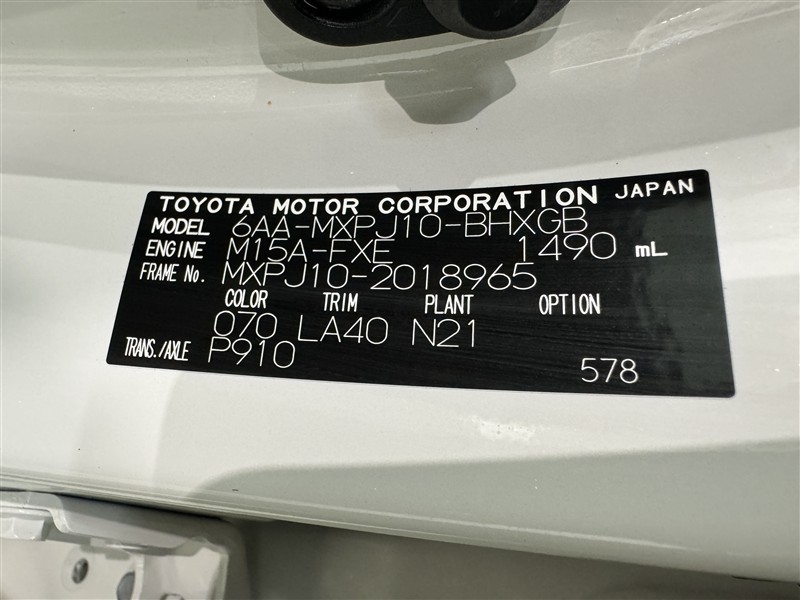 TOYOTA MOTOR CORPORATION JAPAN
MODEL 6AA-MXPJ10-BHXGB
ENGINE M15A-FXE 1490 mL
FRAME No. MXPJ10-2018965
COLOR TRIM PLANT OPTION
070 LA40 N21
TRANS./AXLE P910 578